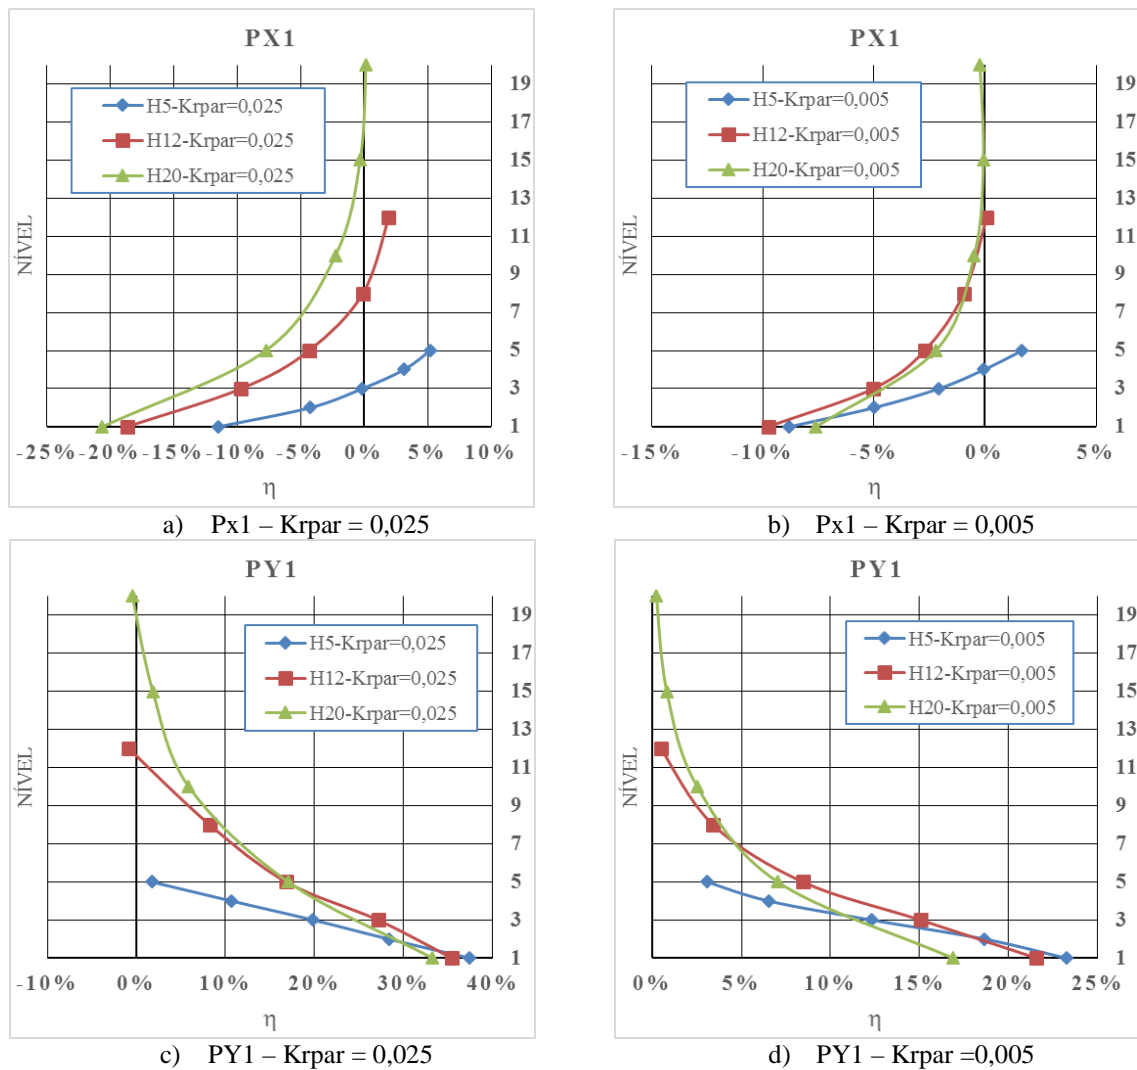 PX1
19
17
15
13
11
9
7
5
3
1
NÍVEL
H5-Krpar=0,025
H12-Krpar=0,025
H20-Krpar=0,025
-25% -20% -15% -10% -5% 0% 5% 10%
η
a) Px1 – Krpar = 0,025
PX1
19
17
15
13
11
9
7
5
3
1
NÍVEL
H5-Krpar=0,005
H12-Krpar=0,005
H20-Krpar=0,005
-15% -10% -5% 0% 5%
η
b) Px1 – Krpar = 0,005
PY1
19
17
15
13
11
9
7
5
3
1
NÍVEL
H5-Krpar=0,025
H12-Krpar=0,025
H20-Krpar=0,025
-10% 0% 10% 20% 30% 40%
η
c) PY1 – Krpar = 0,025
PY1
19
17
15
13
11
9
7
5
3
1
NÍVEL
H5-Krpar=0,005
H12-Krpar=0,005
H20-Krpar=0,005
0% 5% 10% 15% 20% 25%
η
d) PY1 – Krpar =0,005